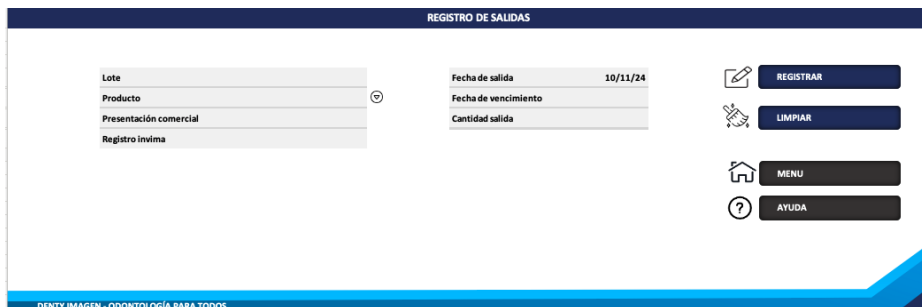 REGISTRO DE SALIDAS
Lote
Producto
Presentación comercial
Registro invima
Fecha de salida 10/11/24
Fecha de vencimiento
Cantidad salida
REGISTRAR
LIMPIAR
MENU
? AYUDA
DENTY IMAGEN - ODONTOLOGÍA PARA TODOS